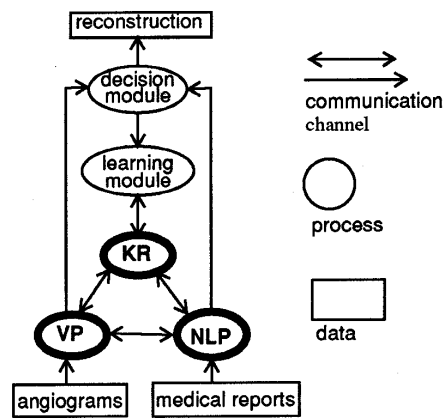 reconstruction
decision
module
learning
module
KR
VP
NLP
angiograms
medical reports
communication
channel
process
data